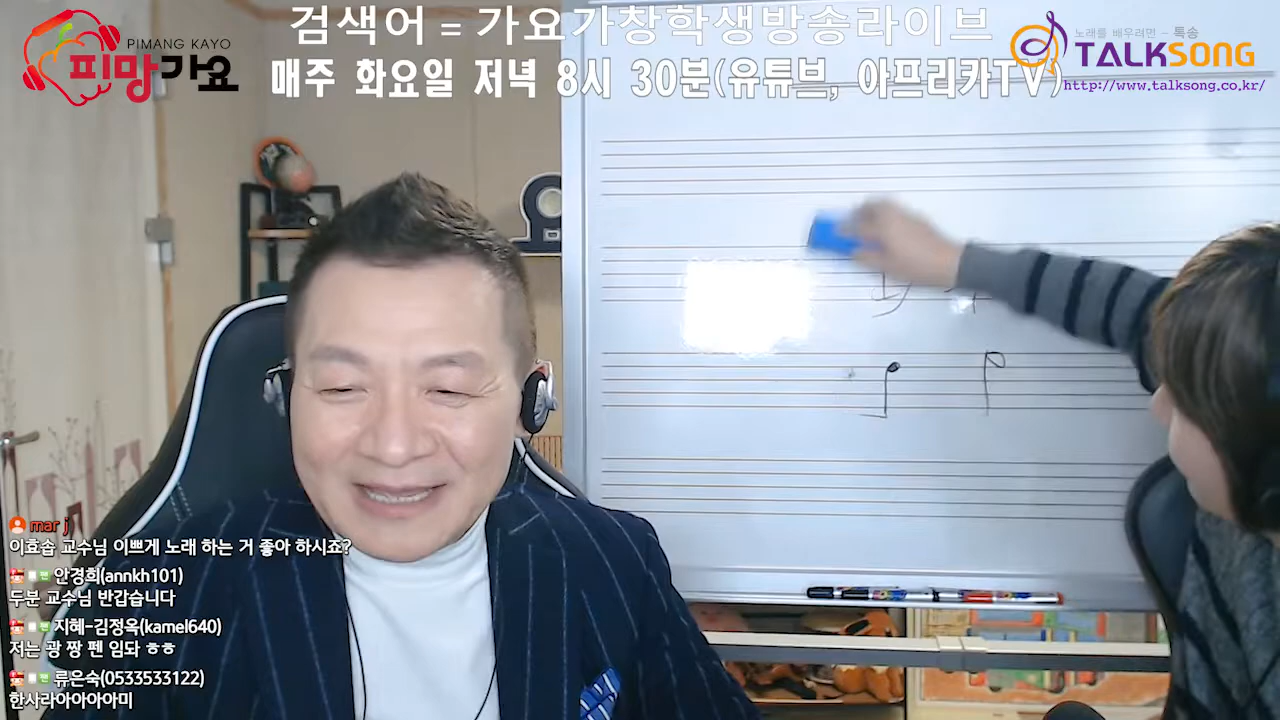 검색어 = 가요가창학생방송라이브
매주 화요일 저녁 8시 30분(유튜브, 아프리카TV)
PIMANG KAYO
피망가요
노래를 배우려면 - 톡송
TALKSONG
http://www.talksong.co.kr/
mar j
이효솝 교수님 이쁘게 노래 하는 거 좋아 하시죠?
안경희(annkh101)
두분 교수님 반갑습니다
지혜-김정옥(kamel640)
저는 광 짱 펜 임돠 ㅎㅎ
류은숙(0533533122)
한사라아아아아미